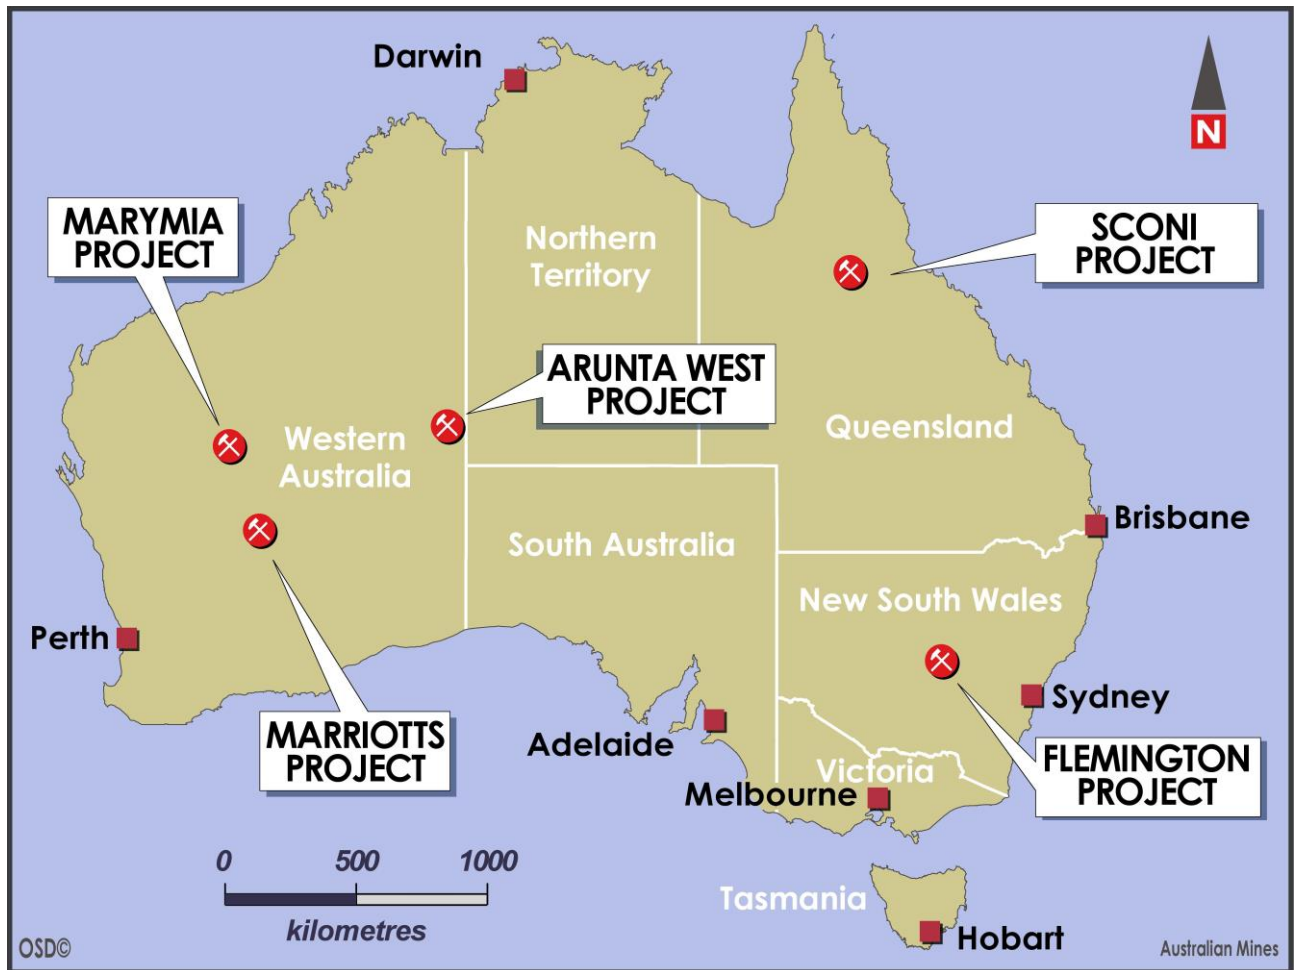 Darwin
N
MARYMIA
PROJECT
SCONI
PROJECT
Northern
Territory
ARUNTA WEST
PROJECT
Western
Australia
Queensland
South Australia
Brisbane
New South Wales
Perth
Sydney
MARRIOTTS
PROJECT
Adelaide
FLEMINGTON
PROJECT
Victoria
Melbourne
0 500 1000
kilometres
Tasmania
Hobart
OSD©
Australian Mines